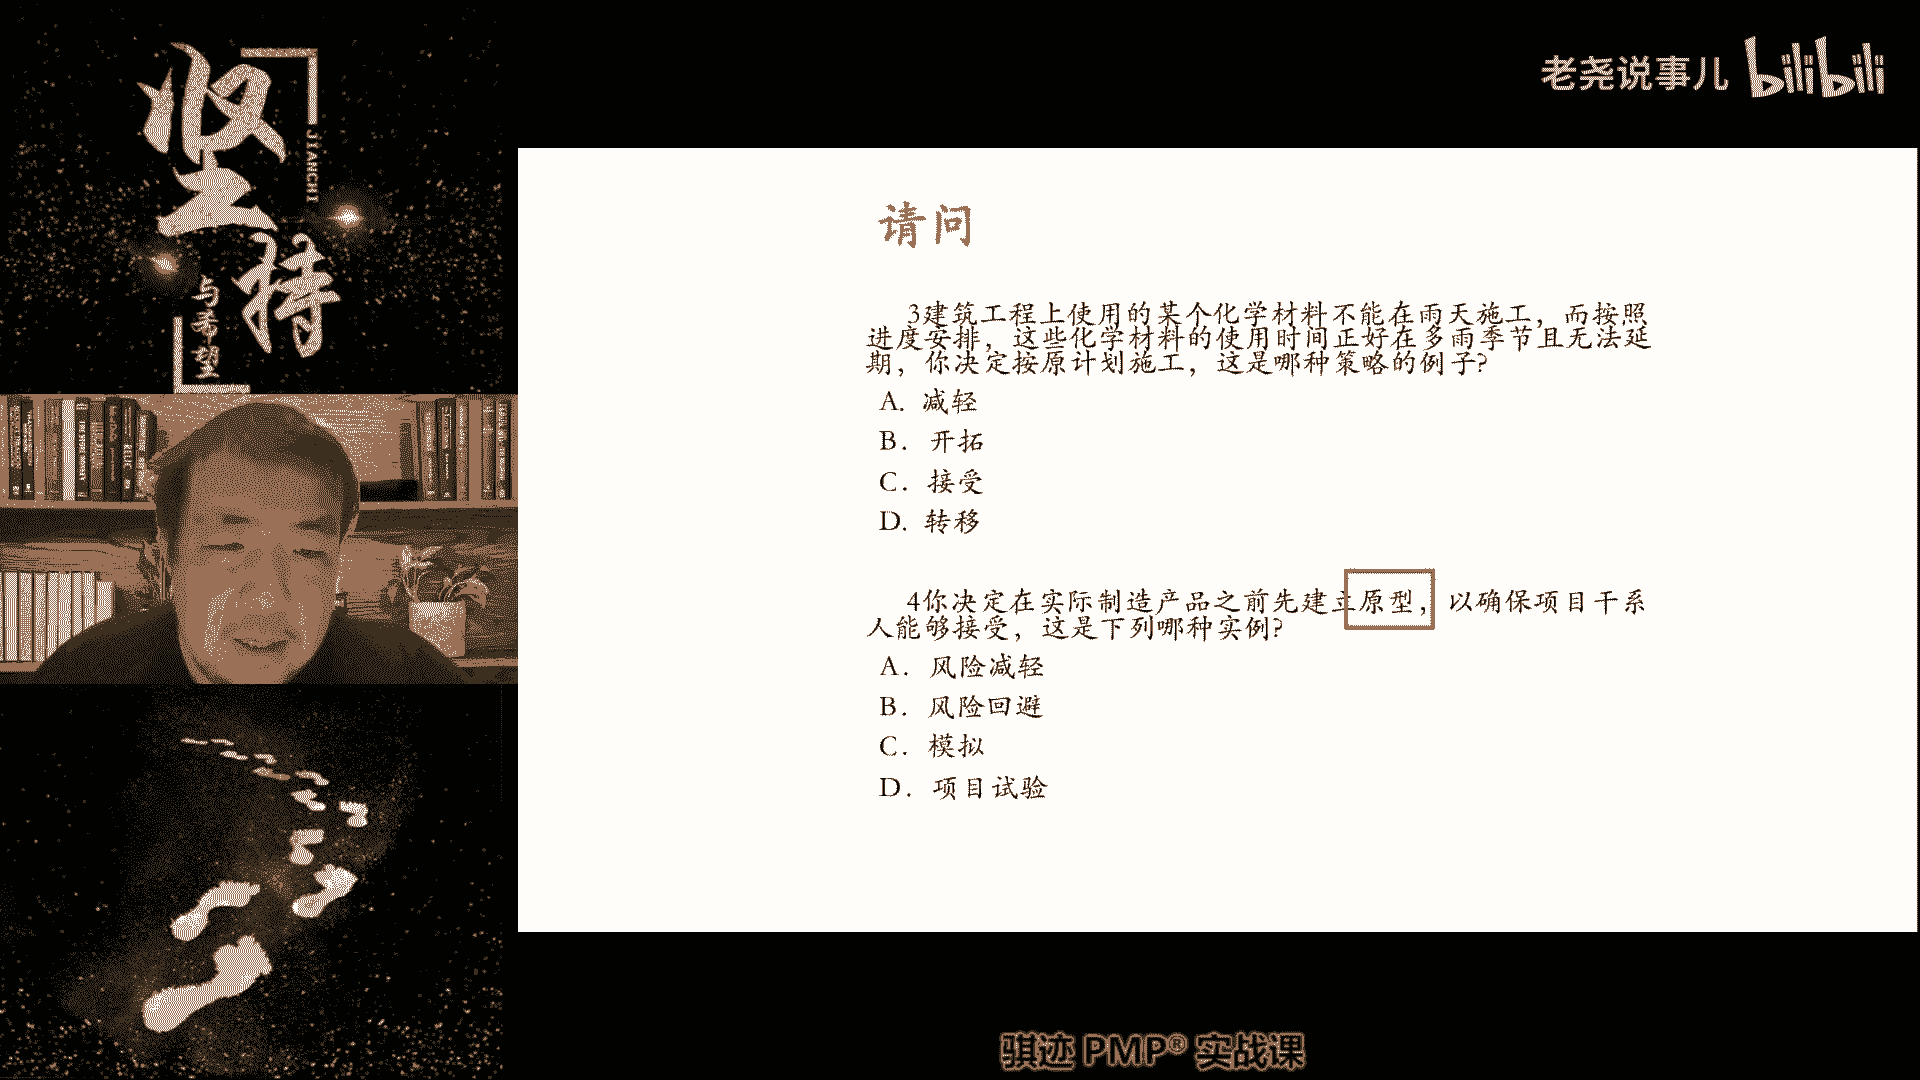 坚持
JIANCHI
与希望
老尧说事儿 bilibili
请问
3建筑工程上使用的某个化学材料不能在雨天施工，而按照
进度安排，这些化学材料的使用时间正好在多雨季节且无法延
期，你决定按原计划施工，这是哪种策略的例子?
A. 减轻
B. 开拓
C. 接受
D. 转移
4你决定在实际制造产品之前先建立原型，以确保项目干系
人能够接受，这是下列哪种实例?
A. 风险减轻
B. 风险回避
C. 模拟
D. 项目试验
骐迹 PMP® 实战课